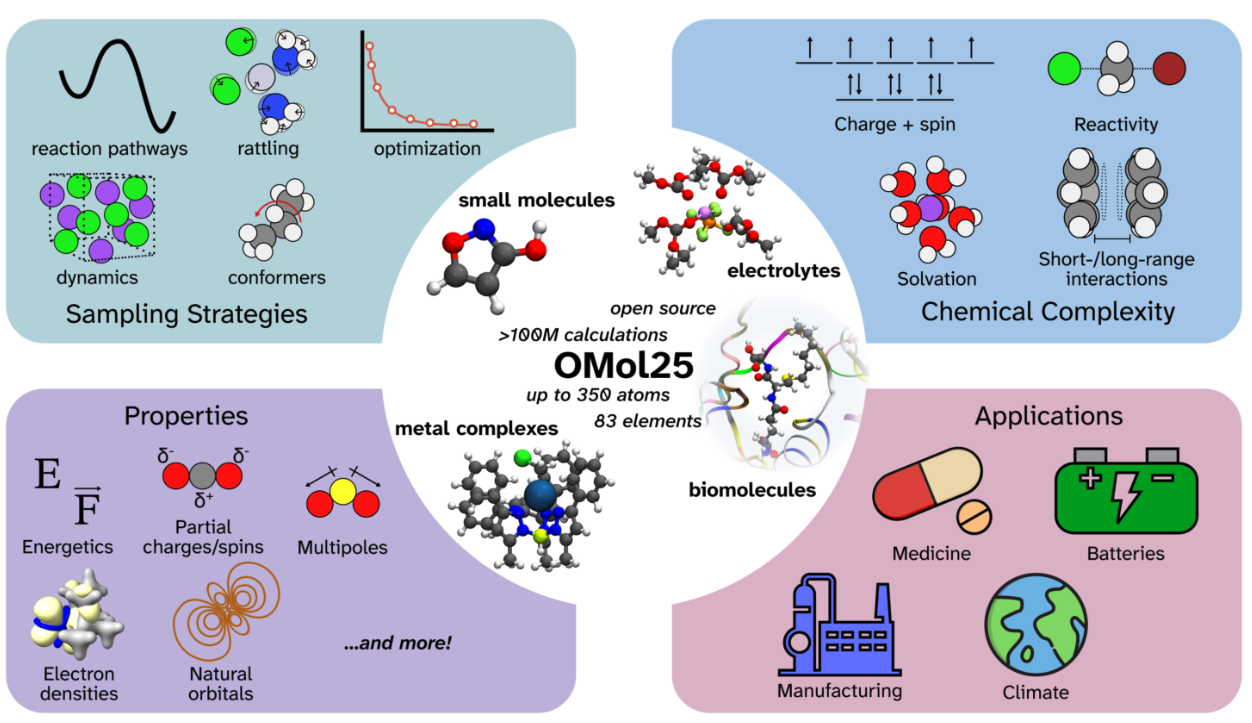 reaction pathways
rattling
optimization
dynamics
conformers
Sampling Strategies
Charge + spin
Reactivity
Solvation
Short-/long-range
interactions
Chemical Complexity
small molecules
electrolytes
open source
>100M calculations
OMol25
up to 350 atoms
83 elements
metal complexes
biomolecules
Properties
E
F
Energetics
δ-
δ-
δ+
Partial
charges/spins
Multipoles
Electron
densities
Natural
orbitals
...and more!
Applications
Medicine
+ −
Batteries
Manufacturing
Climate